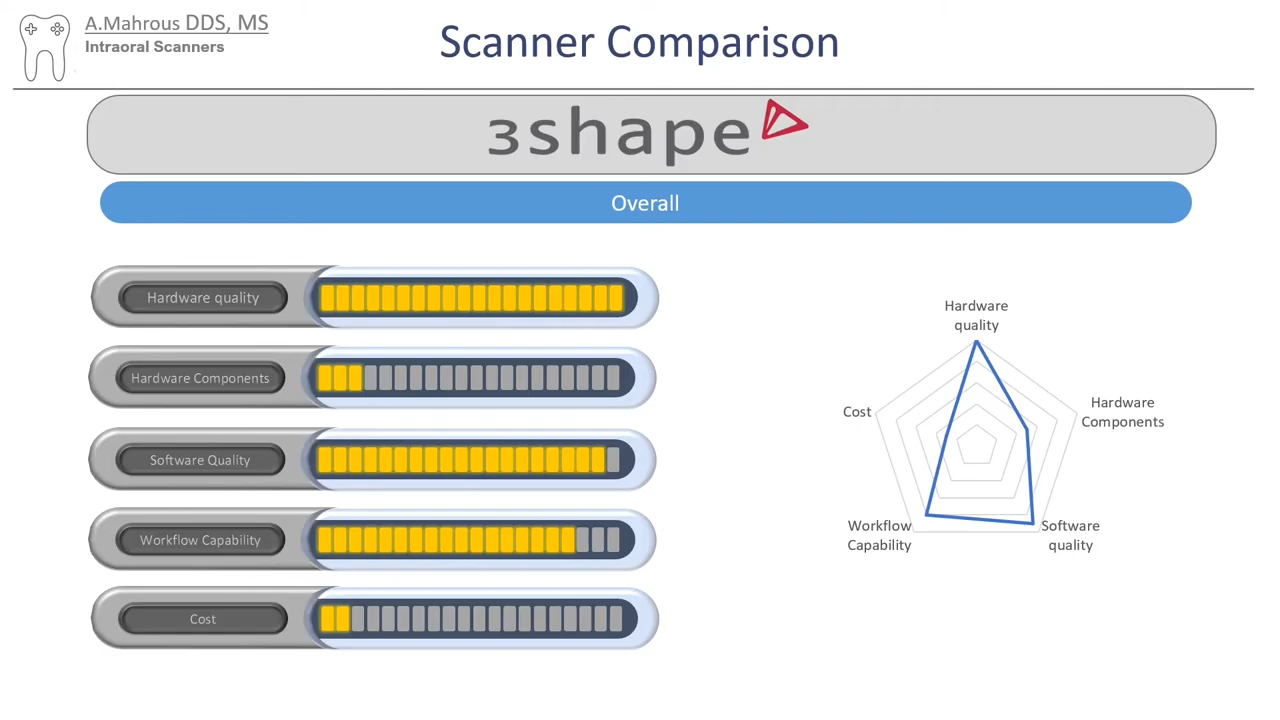 A.Mahrous DDS, MS
Intraoral Scanners
Scanner Comparison
3shape
Overall
Hardware quality
Hardware Components
Software Quality
Workflow Capability
Cost
Hardware
quality
Hardware
Components
Cost
Workflow
Capability
Software
quality